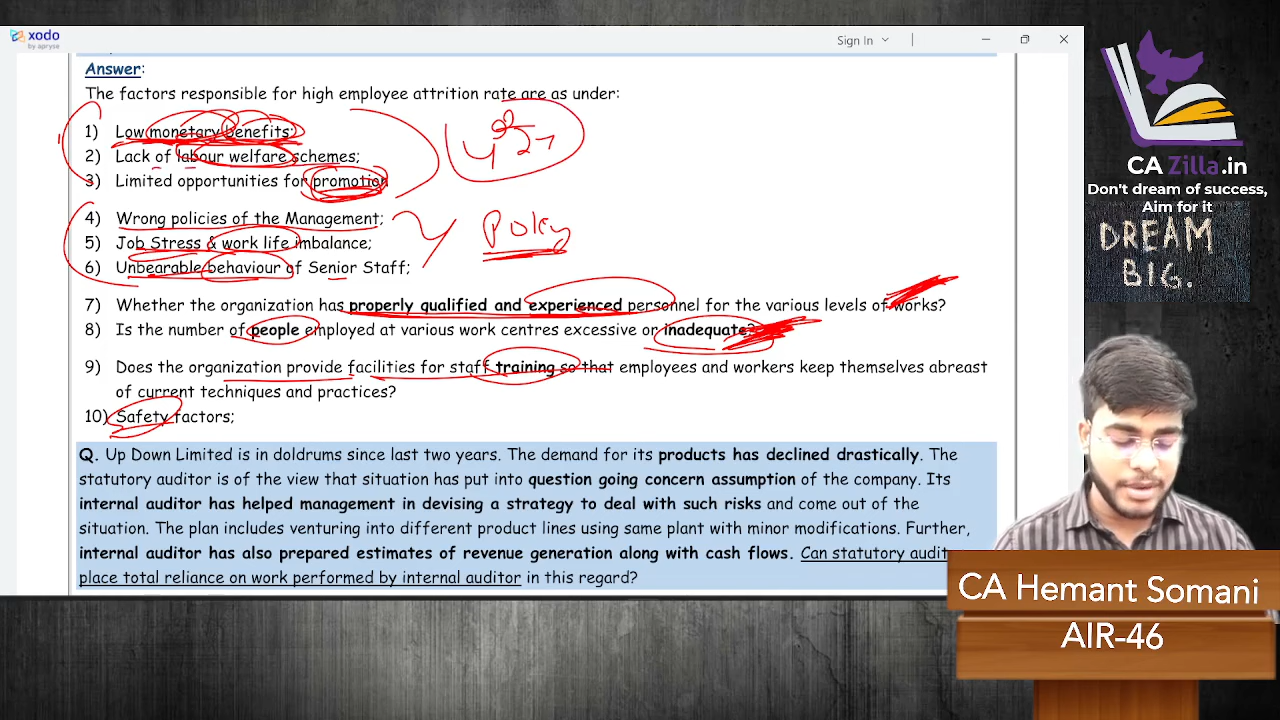 xodo
by apryse
Sign In
Answer:
The factors responsible for high employee attrition rate are as under:
1) Low monetary benefits;
2) Lack of labour welfare schemes;
3) Limited opportunities for promotion
4) Wrong policies of the Management;
5) Job Stress & work life imbalance;
6) Unbearable behaviour of Senior Staff;
Policy
7) Whether the organization has properly qualified and experienced personnel for the various levels of works?
8) Is the number of people employed at various work centres excessive or inadequate?
9) Does the organization provide facilities for staff training so that employees and workers keep themselves abreast
of current techniques and practices?
10) Safety factors;
Q. Up Down Limited is in doldrums since last two years. The demand for its products has declined drastically. The
statutory auditor is of the view that situation has put into question going concern assumption of the company. Its
internal auditor has helped management in devising a strategy to deal with such risks and come out of the
situation. The plan includes venturing into different product lines using same plant with minor modifications. Further,
internal auditor has also prepared estimates of revenue generation along with cash flows. Can statutory audit
place total reliance on work performed by internal auditor in this regard?
CA Zilla.in
Don't dream of success,
Aim for it
DREAM
BIG.
CA Hemant Somani
AIR-46